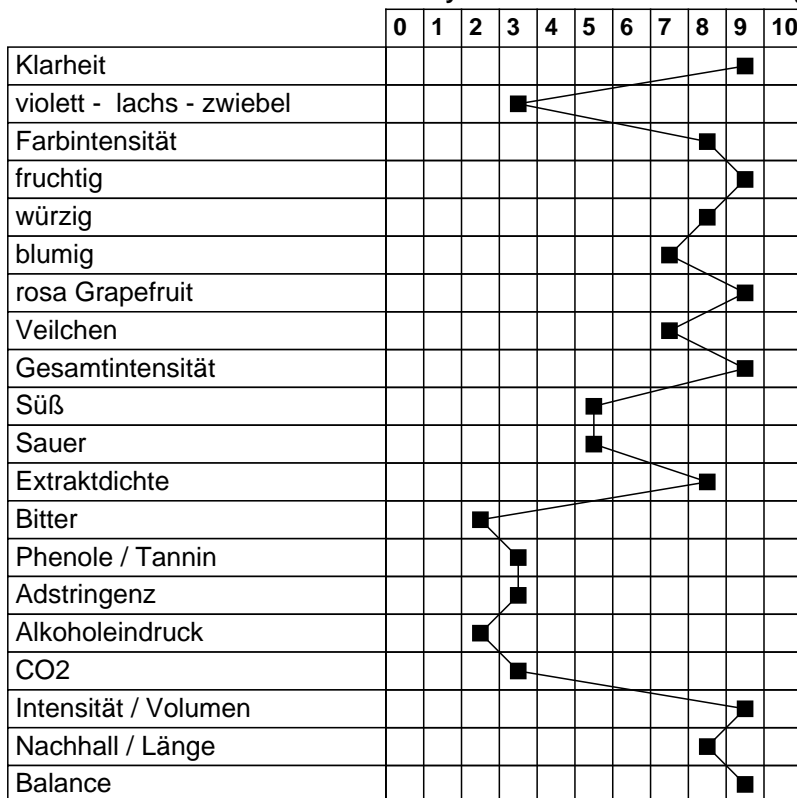 0 1 2 3 4 5 6 7 8 9 10
Klarheit
violett - lachs - zwiebel
Farbintensität
fruchtig
würzig
blumig
rosa Grapefruit
Veilchen
Gesamtintensität
Süß
Sauer
Extraktdichte
Bitter
Phenole / Tannin
Adstringenz
Alkoholeindruck
CO2
Intensität / Volumen
Nachhall / Länge
Balance